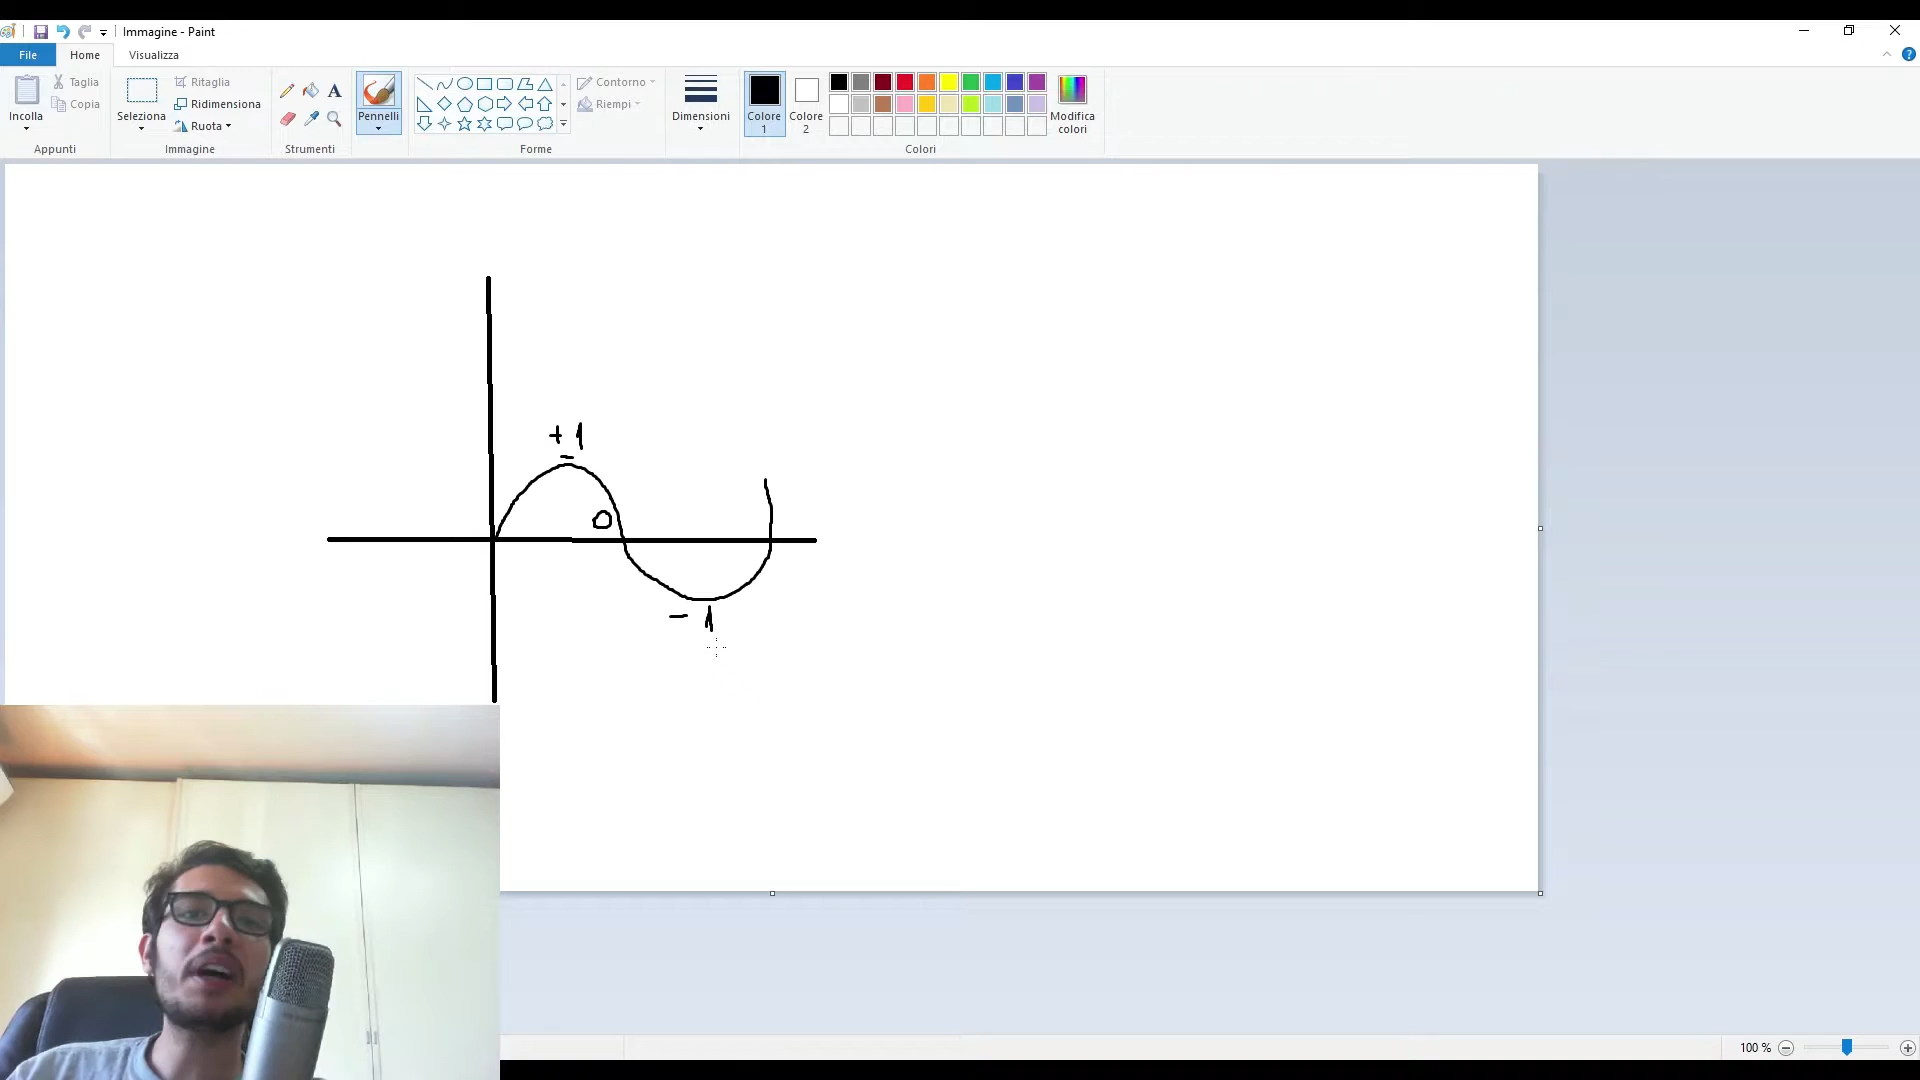 Immagine - Paint
File Home Visualizza
Incolla
Taglia
Copia
Appunti
Seleziona
Ritaglia
Ridimensiona
Ruota
Immagine
A
Strumenti
Pennelli
Contorno
Riempi
Forme
Dimensioni
Colore
1
Colore
2
Modifica
colori
Colori
+ 1
0
- 1
100 %